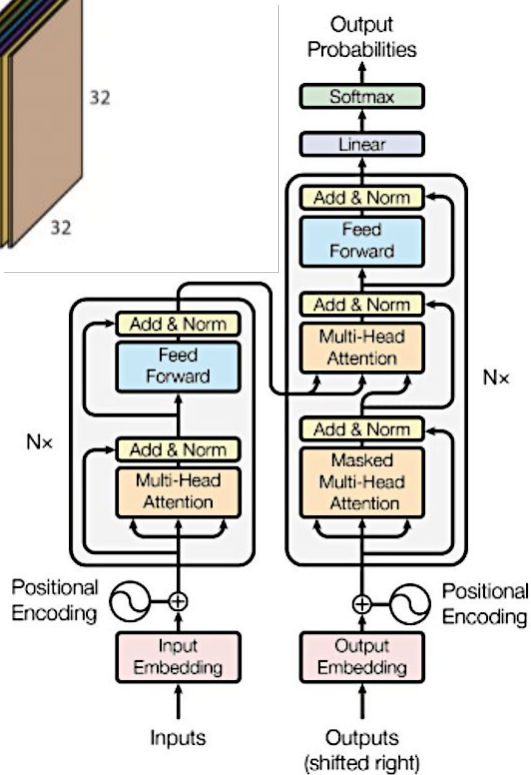 32
32
Output
Probabilities
Softmax
Linear
Add & Norm
Feed
Forward
Add & Norm
Multi-Head
Attention
Nx
Add & Norm
Masked
Multi-Head
Attention
Positional
Encoding
Output
Embedding
Outputs
(shifted right)
Add & Norm
Feed
Forward
Nx
Add & Norm
Multi-Head
Attention
Positional
Encoding
Input
Embedding
Inputs